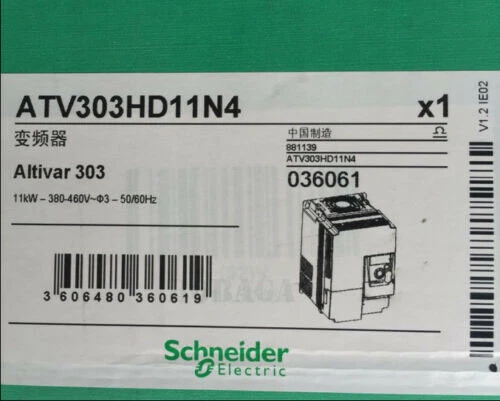 ATV303HD11N4
x1
变频器
中国制造
881139
ATV303HD11N4
Altivar 303
036061
11kW – 380-460V~Φ3 – 50/60Hz
3 606480 360619
Schneider
Electric
V1.2 IE02